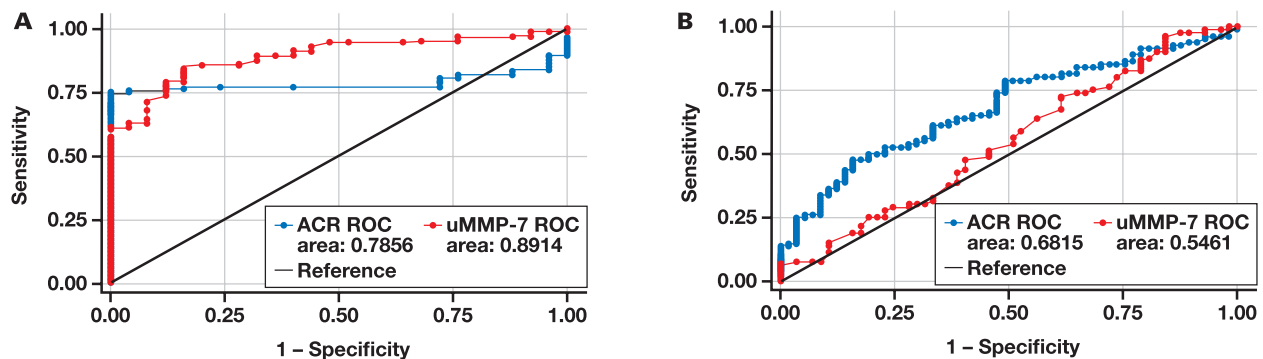 A
1.00
0.75
0.50
0.25
0.00
Sensitivity
ACR ROC
area: 0.7856
uMMP-7 ROC
area: 0.8914
Reference
0.00 0.25 0.50 0.75 1.00
1 – Specificity
B
1.00
0.75
0.50
0.25
0.00
Sensitivity
ACR ROC
area: 0.6815
uMMP-7 ROC
area: 0.5461
Reference
0.00 0.25 0.50 0.75 1.00
1 – Specificity